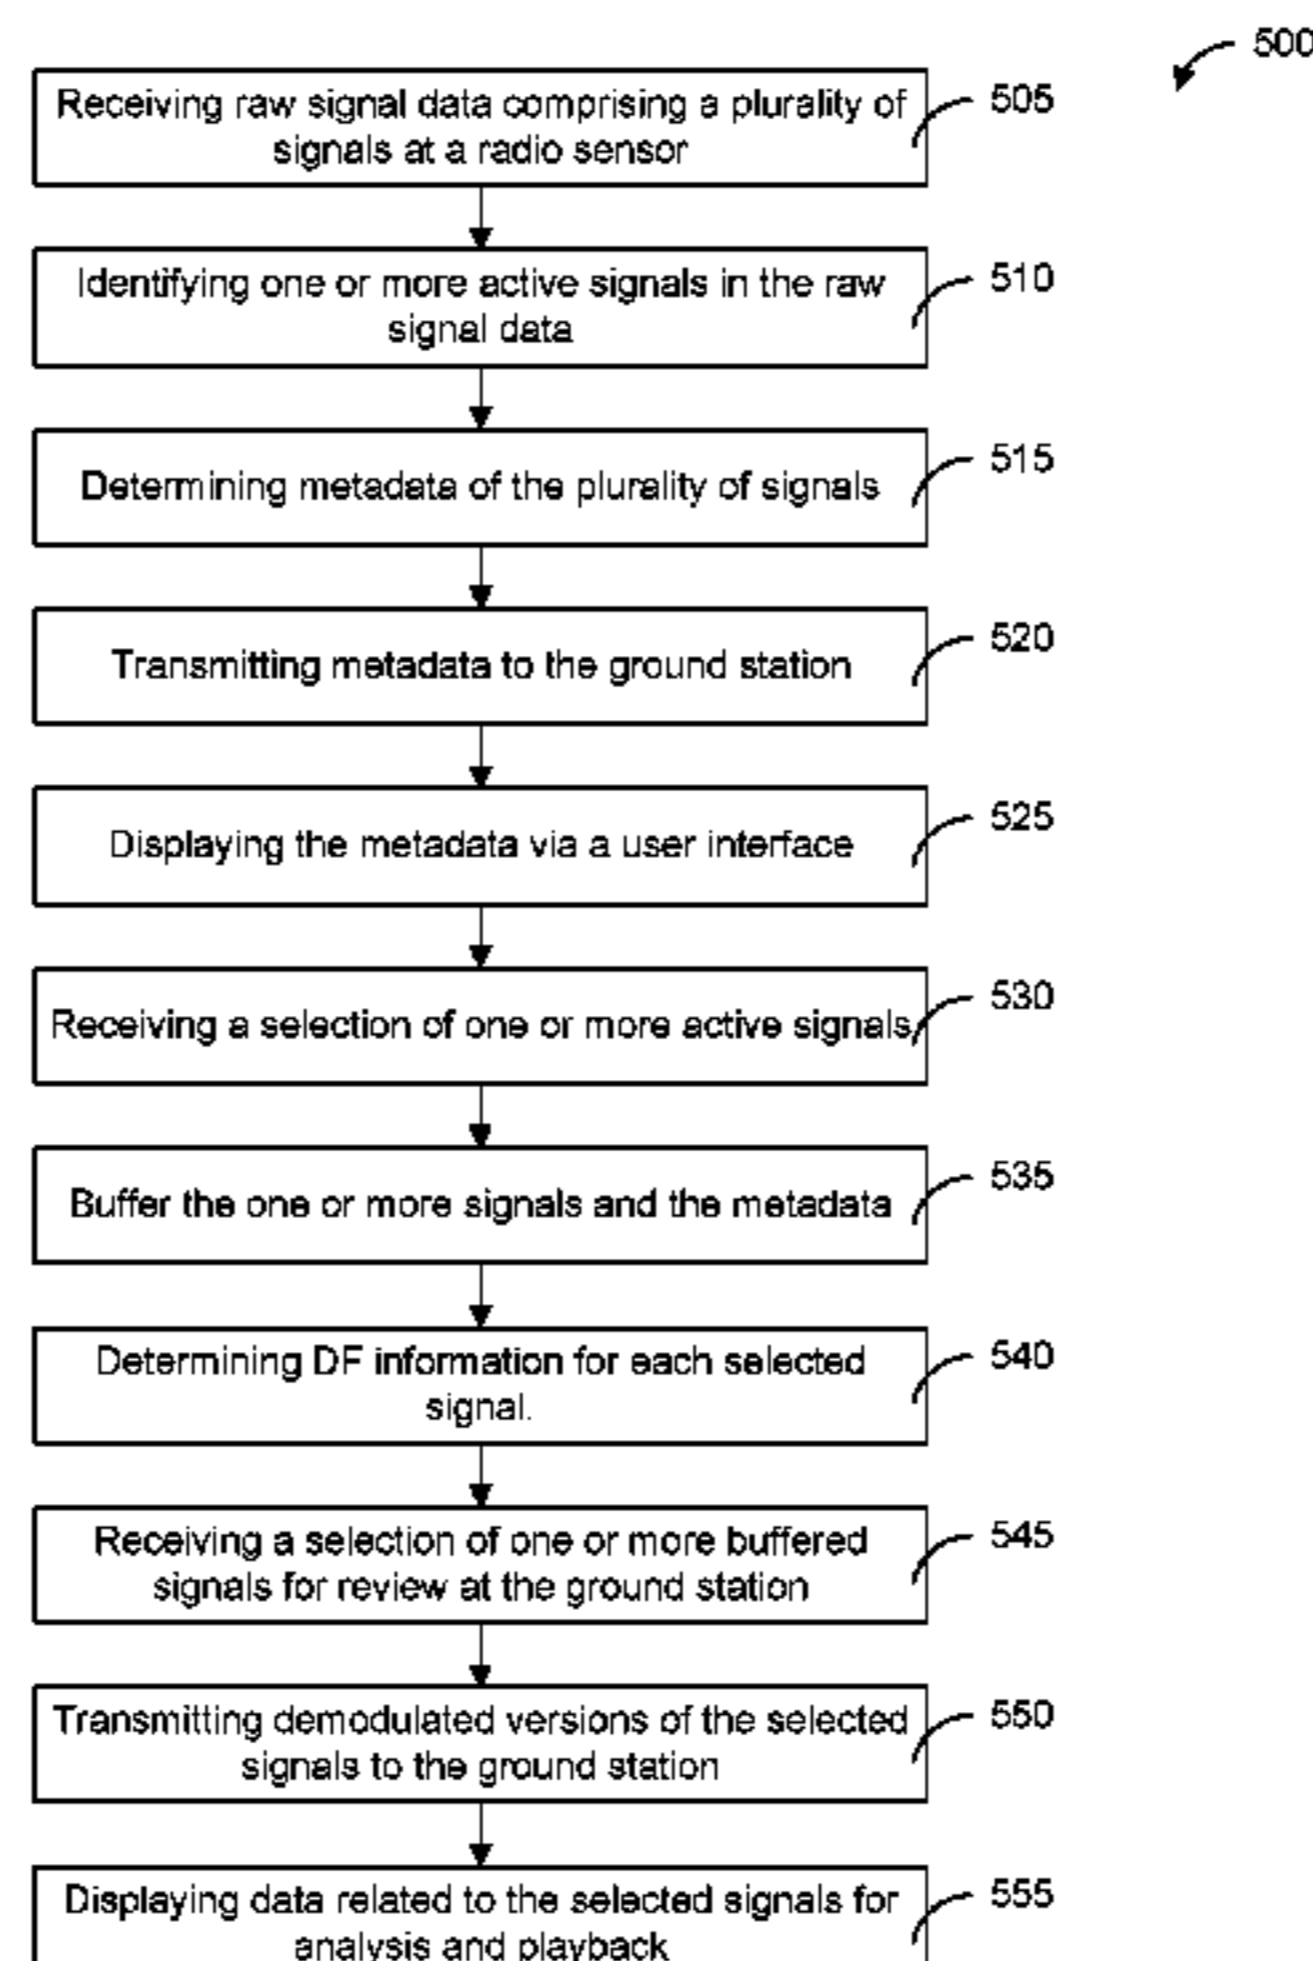 500
Receiving raw signal data comprising a plurality of
signals at a radio sensor
505
Identifying one or more active signals in the raw
signal data
510
Determining metadata of the plurality of signals
515
Transmitting metadata to the ground station
520
Displaying the metadata via a user interface
525
Receiving a selection of one or more active signals
530
Buffer the one or more signals and the metadata
535
Determining DF information for each selected
signal.
540
Receiving a selection of one or more buffered
signals for review at the ground station
545
Transmitting demodulated versions of the selected
signals to the ground station
550
Displaying data related to the selected signals for
analysis and playback
555